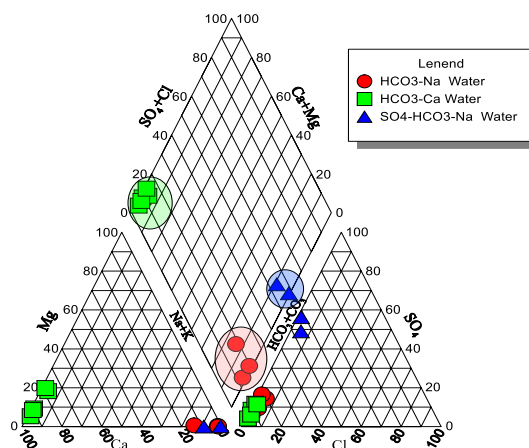 100 100
Lenend
HCO3-Na Water
HCO3-Ca Water
SO4-HCO3-Na Water
80 80
SO₄+Cl Ca+Mg
60 60
40 40
20 20
0 0
100 100
80 80
60 60
40 40
20 20
0 0
Mg Na+K HCO₃+CO₃ SO₄
100 80 60 40 20 0 0 20 40 60 80 100
Ca Cl